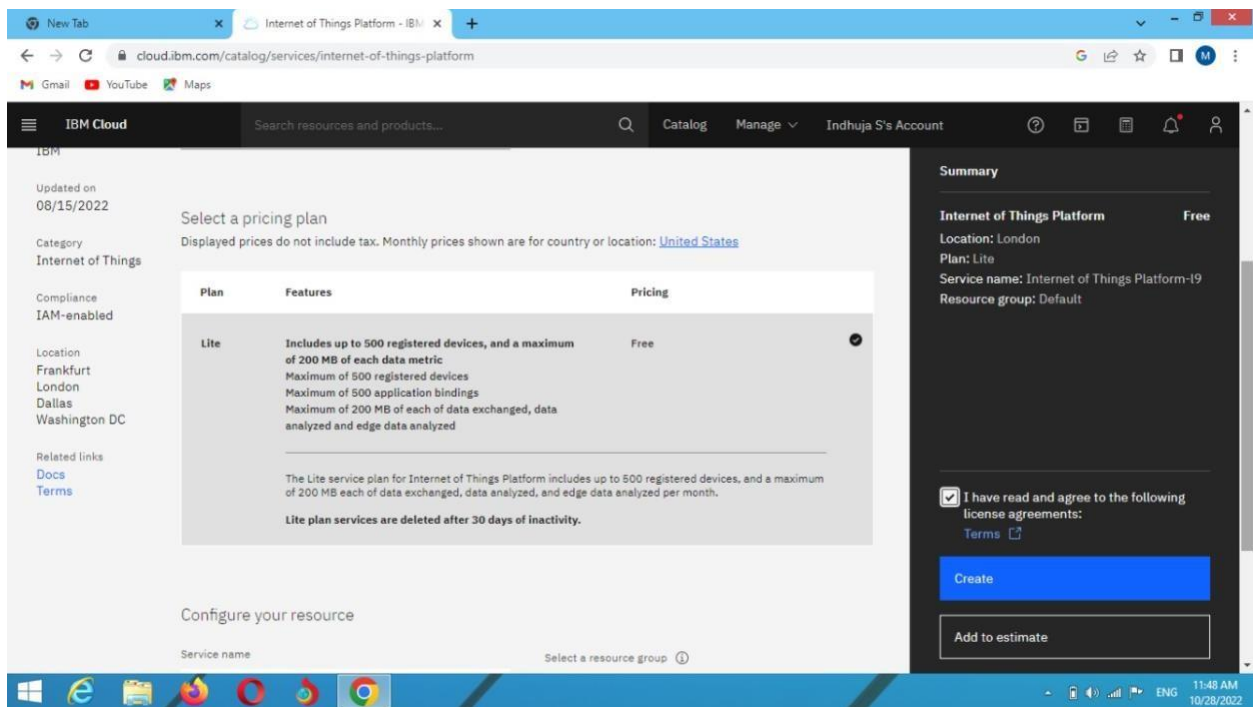 New Tab
Internet of Things Platform - IBM
cloud.ibm.com/catalog/services/internet-of-things-platform
G
M
Gmail
YouTube
Maps
IBM Cloud
Search resources and products...
Catalog
Manage
Indhuja S's Account
IBM
Updated on
08/15/2022
Category
Internet of Things
Compliance
IAM-enabled
Location
Frankfurt
London
Dallas
Washington DC
Related links
Docs
Terms
Select a pricing plan
Displayed prices do not include tax. Monthly prices shown are for country or location: United States
Plan Features Pricing
Lite
Includes up to 500 registered devices, and a maximum
of 200 MB of each data metric
Maximum of 500 registered devices
Maximum of 500 application bindings
Maximum of 200 MB of each of data exchanged, data
analyzed and edge data analyzed
Free
The Lite service plan for Internet of Things Platform includes up to 500 registered devices, and a maximum
of 200 MB each of data exchanged, data analyzed, and edge data analyzed per month.
Lite plan services are deleted after 30 days of inactivity.
Configure your resource
Service name
Select a resource group
Summary
Internet of Things Platform Free
Location: London
Plan: Lite
Service name: Internet of Things Platform-l9
Resource group: Default
I have read and agree to the following
license agreements:
Terms
Create
Add to estimate
ENG
11:48 AM
10/28/2022